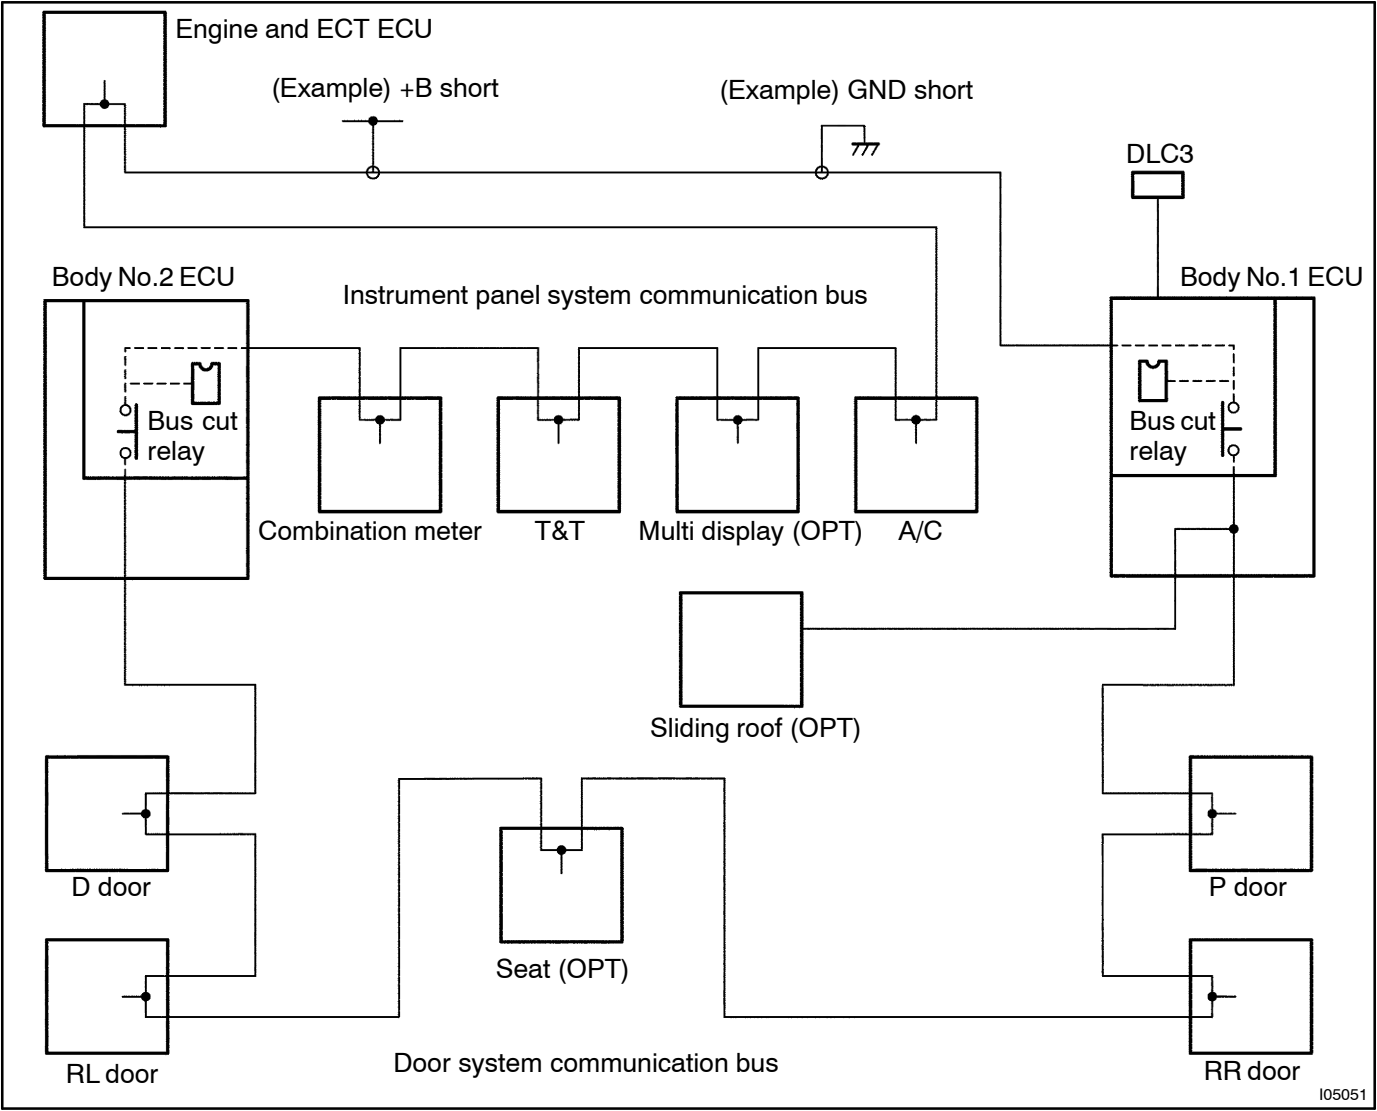 Engine and ECT ECU
(Example) +B short
(Example) GND short
DLC3
Body No.2 ECU
Instrument panel system communication bus
Body No.1 ECU
Bus cut
relay
Bus cut
relay
Combination meter
T&T
Multi display (OPT)
A/C
Sliding roof (OPT)
D door
P door
Seat (OPT)
RL door
Door system communication bus
RR door
I05051